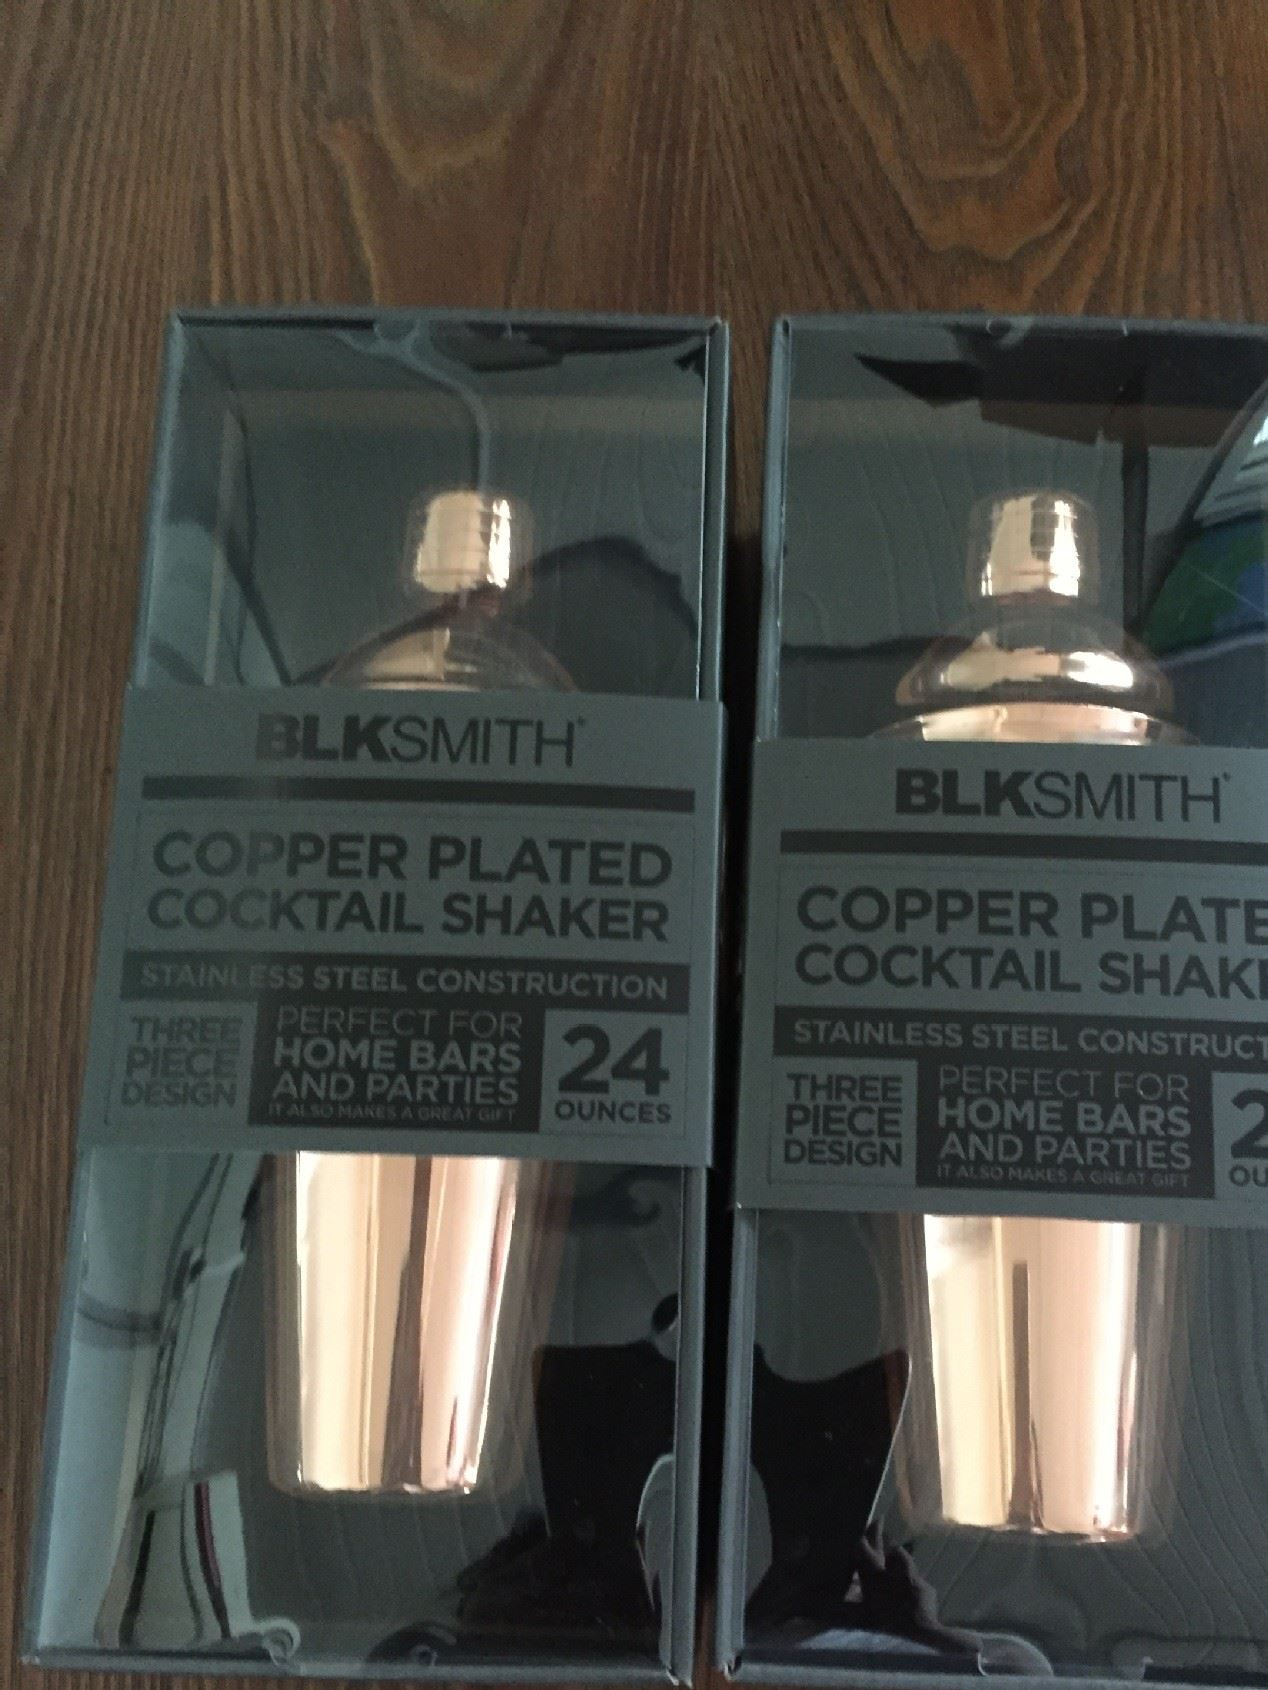 BLKSMITH
COPPER PLATED
COCKTAIL SHAKER
STAINLESS STEEL CONSTRUCTION
THREE
PIECE
DESIGN
PERFECT FOR
HOME BARS
AND PARTIES
IT ALSO MAKES A GREAT GIFT
24
OUNCES
BLKSMITH
COPPER PLATE
COCKTAIL SHAK
STAINLESS STEEL CONSTRUCT
THREE
PIECE
DESIGN
PERFECT FOR
HOME BARS
AND PARTIES
IT ALSO MAKES A GREAT GIFT
2
OU